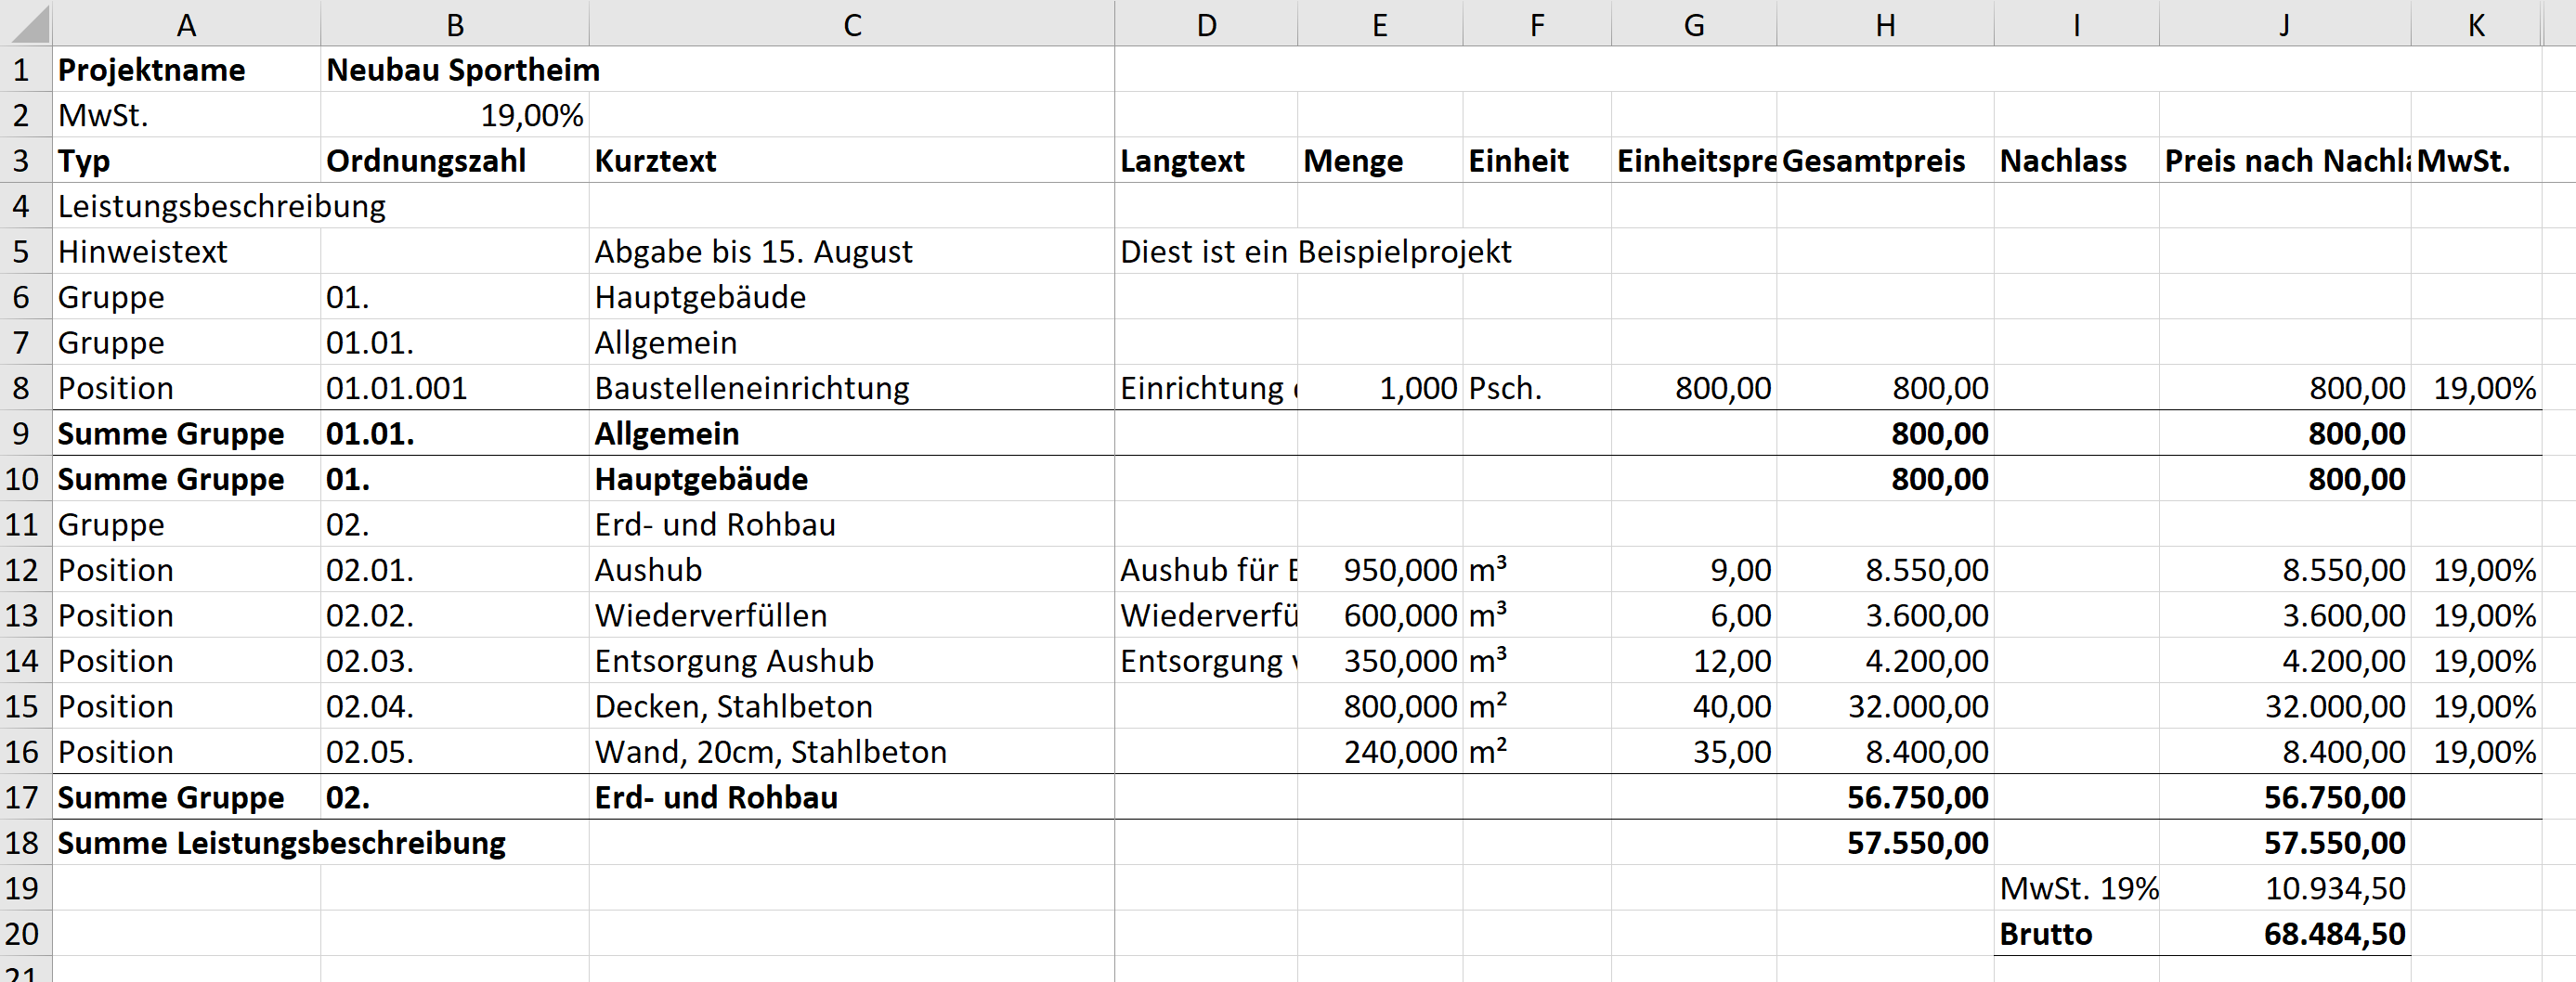 A B C D E F G H I J K
1 Projektname Neubau Sportheim
2 MwSt. 19,00%
3 Typ Ordnungszahl Kurztext Langtext Menge Einheit Einheitspre Gesamtpreis Nachlass Preis nach Nachla MwSt.
4 Leistungsbeschreibung
5 Hinweistext Abgabe bis 15. August Diest ist ein Beispielprojekt
6 Gruppe 01. Hauptgebäude
7 Gruppe 01.01. Allgemein
8 Position 01.01.001 Baustelleneinrichtung Einrichtung 1,000 Psch. 800,00 800,00 800,00 19,00%
9 Summe Gruppe 01.01. Allgemein 800,00 800,00
10 Summe Gruppe 01. Hauptgebäude 800,00 800,00
11 Gruppe 02. Erd- und Rohbau
12 Position 02.01. Aushub Aushub für 950,000 m³ 9,00 8.550,00 8.550,00 19,00%
13 Position 02.02. Wiederverfüllen Wiederverfü 600,000 m³ 6,00 3.600,00 3.600,00 19,00%
14 Position 02.03. Entsorgung Aushub Entsorgung 350,000 m³ 12,00 4.200,00 4.200,00 19,00%
15 Position 02.04. Decken, Stahlbeton 800,000 m² 40,00 32.000,00 32.000,00 19,00%
16 Position 02.05. Wand, 20cm, Stahlbeton 240,000 m² 35,00 8.400,00 8.400,00 19,00%
17 Summe Gruppe 02. Erd- und Rohbau 56.750,00 56.750,00
18 Summe Leistungsbeschreibung 57.550,00 57.550,00
19 MwSt. 19% 10.934,50
20 Brutto 68.484,50
21